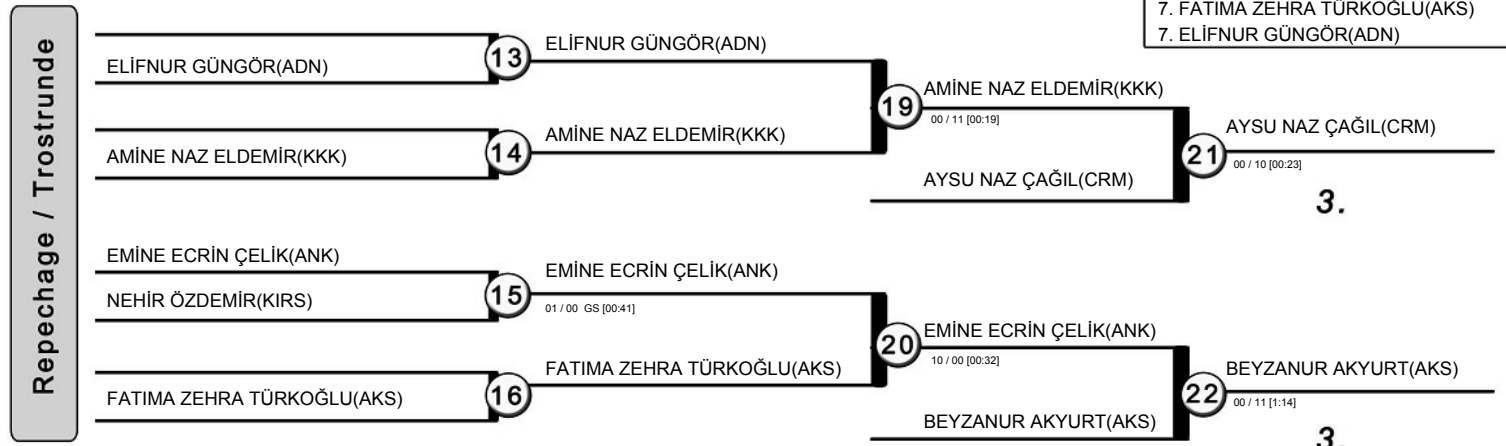 7. FATIMA ZEHRA TÜRKOĞLU(AKS)
7. ELİFNUR GÜNGÖR(ADN)
Repechage / Trostrunde
ELİFNUR GÜNGÖR(ADN)
13
ELİFNUR GÜNGÖR(ADN)
AMİNE NAZ ELDEMİR(KKK)
14
AMİNE NAZ ELDEMİR(KKK)
19
AMİNE NAZ ELDEMİR(KKK)
00 / 11 [00:19]
AYSU NAZ ÇAĞIL(CRM)
21
AYSU NAZ ÇAĞIL(CRM)
00 / 10 [00:23]
3.
EMİNE ECRİN ÇELİK(ANK)
NEHİR ÖZDEMİR(KIRS)
15
EMİNE ECRİN ÇELİK(ANK)
01 / 00 GS [00:41]
FATIMA ZEHRA TÜRKOĞLU(AKS)
16
FATIMA ZEHRA TÜRKOĞLU(AKS)
20
EMİNE ECRİN ÇELİK(ANK)
10 / 00 [00:32]
BEYZANUR AKYURT(AKS)
22
BEYZANUR AKYURT(AKS)
00 / 11 [1:14]
3.